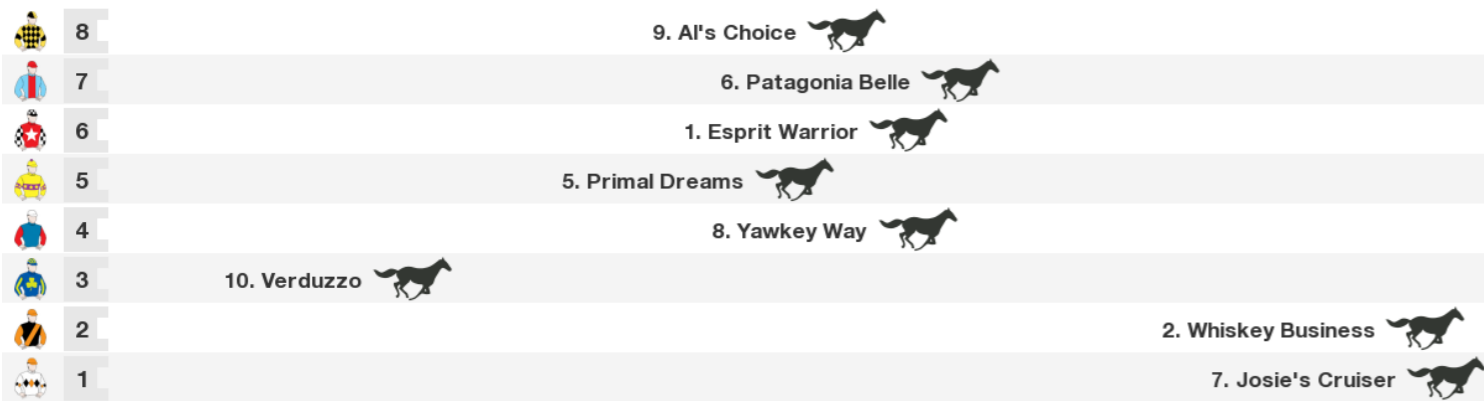 8 9. Al's Choice
7 6. Patagonia Belle
6 1. Esprit Warrior
5 5. Primal Dreams
4 8. Yawkey Way
3 10. Verduzzo
2 2. Whiskey Business
1 7. Josie's Cruiser